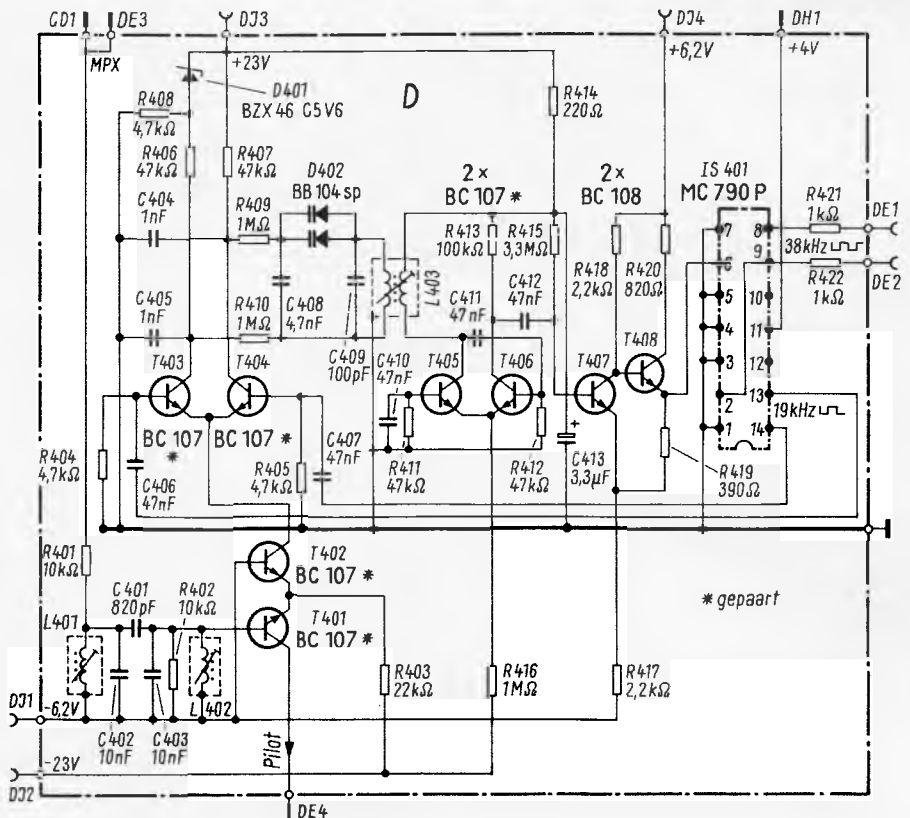 CD1 DE3 DJ3 DJ4 DH1
MPX +23V +6,2V +4V
D401
BZX 46 C5V6
D
R408
4,7kΩ
R414
220Ω
R406
47kΩ
R407
47kΩ
D402
BB 104 sp
2×
BC 107 *
2×
BC 108
IS 401
MC 790 P
R421
1kΩ
DE1
C404
1nF
R409
1MΩ
R413
100kΩ
R415
3,3MΩ
38kHz
DE2
R422
1kΩ
R418
2,2kΩ
R420
820Ω
L403
C412
47nF
C411
47nF
C405
1nF
R410
1MΩ
C408
4,7nF
C409
100pF
C410
47nF
7 8
6 9
5 10
4 11
3 12
2 13
1 14
T403 T404 T405 T406 T407 T408
BC 107
*
BC 107 *
19kHz
R404
4,7kΩ
C406
47nF
R405
4,7kΩ
C407
47nF
R411
47kΩ
R412
47kΩ
+
C413
3,3µF
R419
390Ω
R401
10kΩ
T402
BC 107 *
C401
820pF
R402
10kΩ
* gepaart
L401
T401
BC 107 *
R403
22kΩ
R416
1MΩ
R417
2,2kΩ
DJ1
-6,2V
L402
C402
10nF
C403
10nF
Pilot
-23V
DJ2
DE4